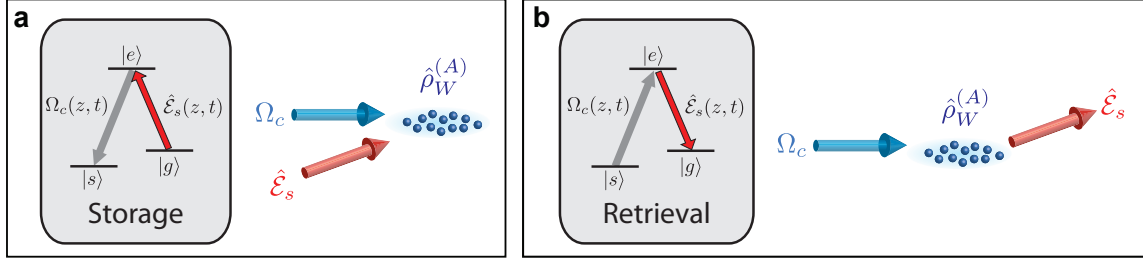 a
|e⟩
Ω_c(z, t)
Ê_s(z, t)
|s⟩
|g⟩
Storage
Ω_c
Ê_s
ρ̂_W^(A)
b
|e⟩
Ω_c(z, t)
Ê_s(z, t)
|s⟩
|g⟩
Retrieval
Ω_c
ρ̂_W^(A)
Ê_s